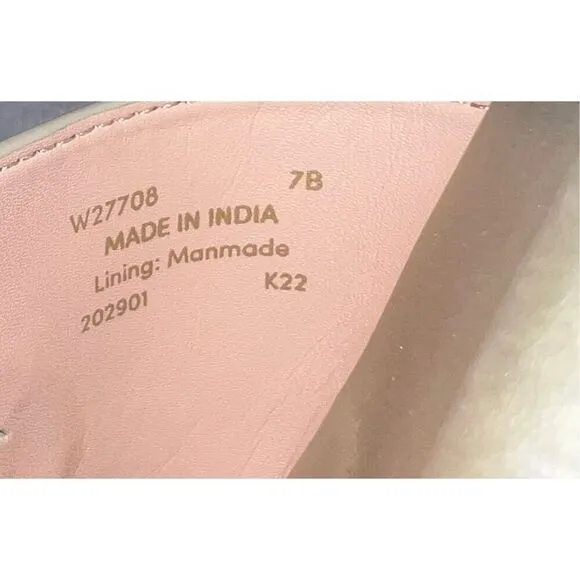 W27708 7B
MADE IN INDIA
Lining: Manmade
202901 K22